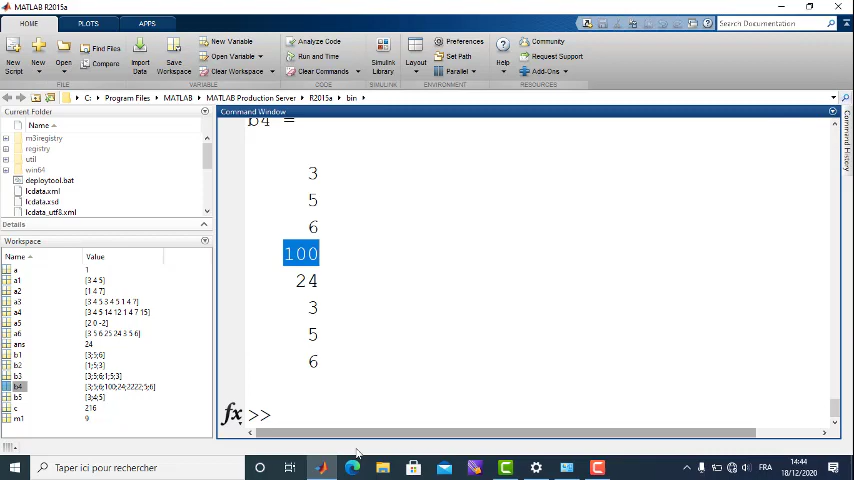 MATLAB R2015a
HOME PLOTS APPS
Search Documentation
New Script
New
Open
Find Files
Compare
Import Data
Save Workspace
New Variable
Open Variable
Clear Workspace
Analyze Code
Run and Time
Clear Commands
Simulink Library
Layout
Preferences
Set Path
Parallel
Help
Community
Request Support
Add-Ons
FILE VARIABLE CODE SIMULINK ENVIRONMENT RESOURCES
C: Program Files MATLAB MATLAB Production Server R2015a bin
Current Folder
Name
m3iregistry
registry
util
win64
deploytool.bat
lcdata.xml
lcdata.xsd
lcdata_utf8.xml
Details
Workspace
Name Value
a 1
a1 [3 4 5]
a2 [1 4 7]
a3 [3 4 5 3 4 5 1 4 7]
a4 [3 4 5 14 12 1 4 7 15]
a5 [2 0 -2]
a6 [3 5 6 25 24 3 5 6]
ans 24
b1 [3;5;6]
b2 [1;5;3]
b3 [3;5;6;1;5;3]
b4 [3;5;6;100;24;2222;5;6]
b5 [3;4;5]
c 216
m1 9
Command Window
b4 =
3
5
6
100
24
3
5
6
fx >>
Command History
Taper ici pour rechercher
FRA
14:44
18/12/2020